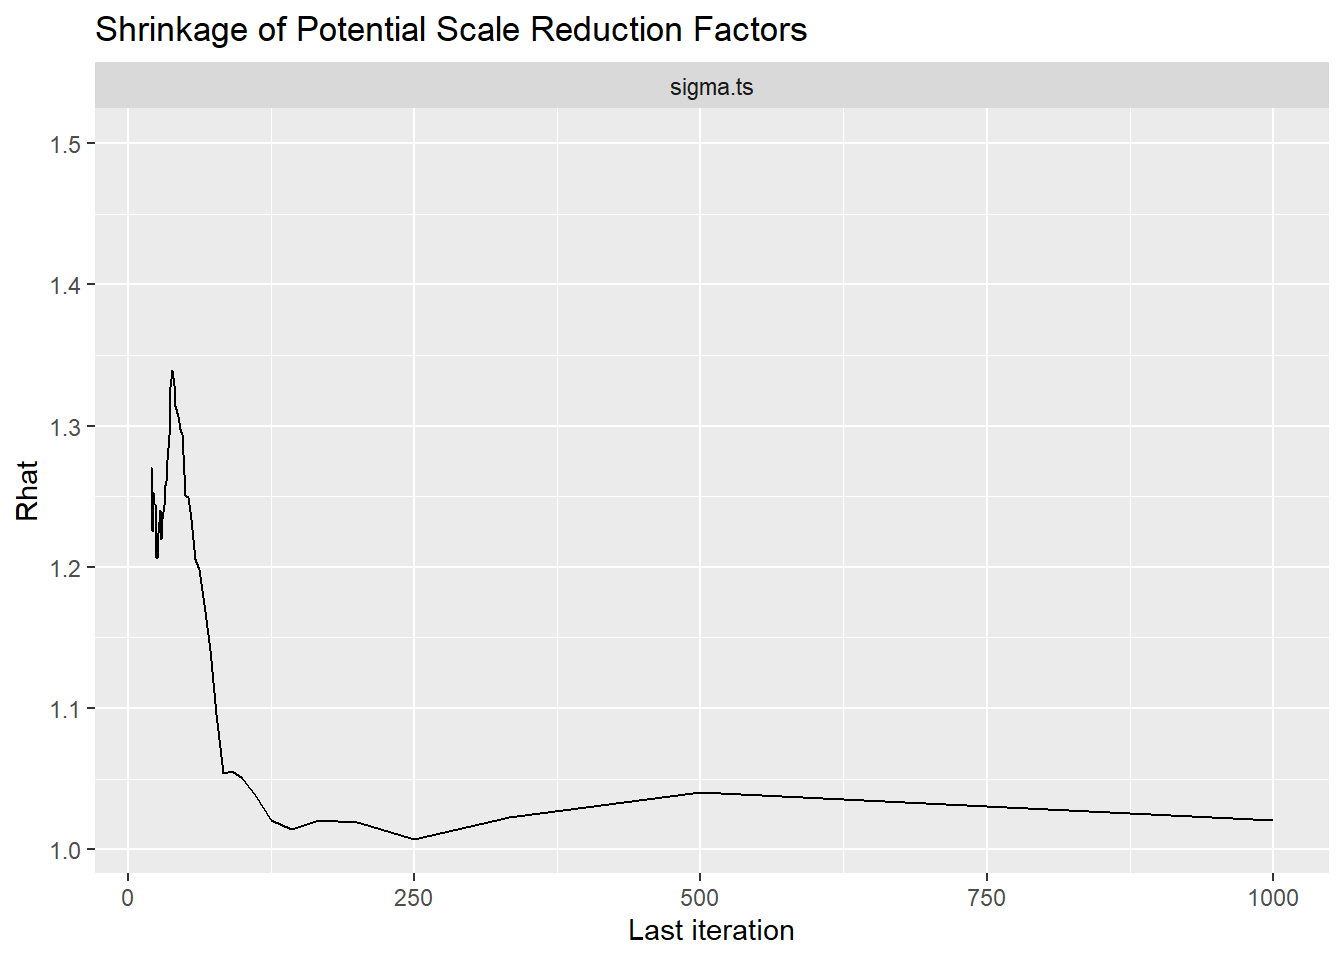 Shrinkage of Potential Scale Reduction Factors
sigma.ts
1.5
1.4
1.3
1.2
1.1
1.0
Rhat
0 250 500 750 1000
Last iteration